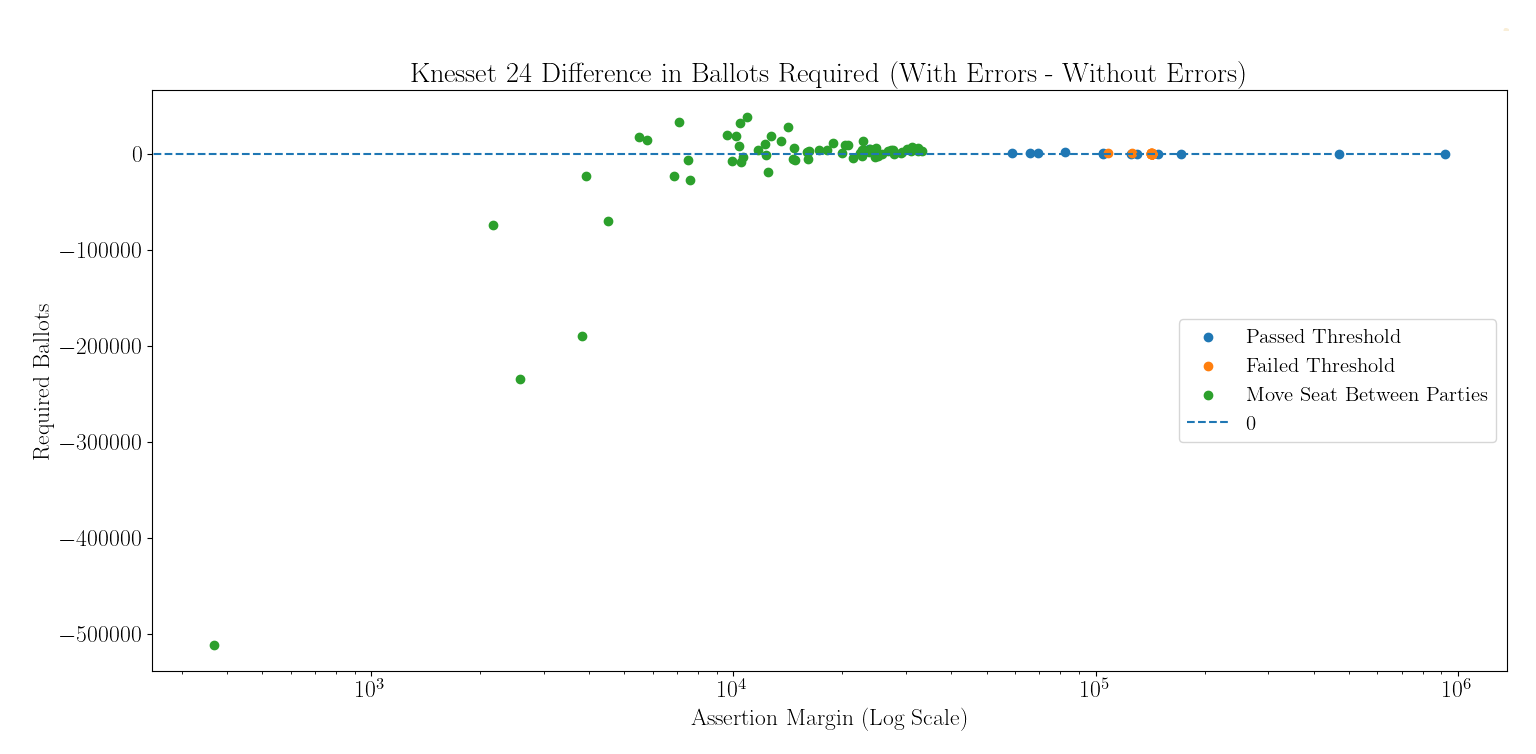 Knesset 24 Difference in Ballots Required (With Errors - Without Errors)
Required Ballots
0
−100000
−200000
−300000
−400000
−500000
Passed Threshold
Failed Threshold
Move Seat Between Parties
0
10³
10⁴
10⁵
10⁶
Assertion Margin (Log Scale)